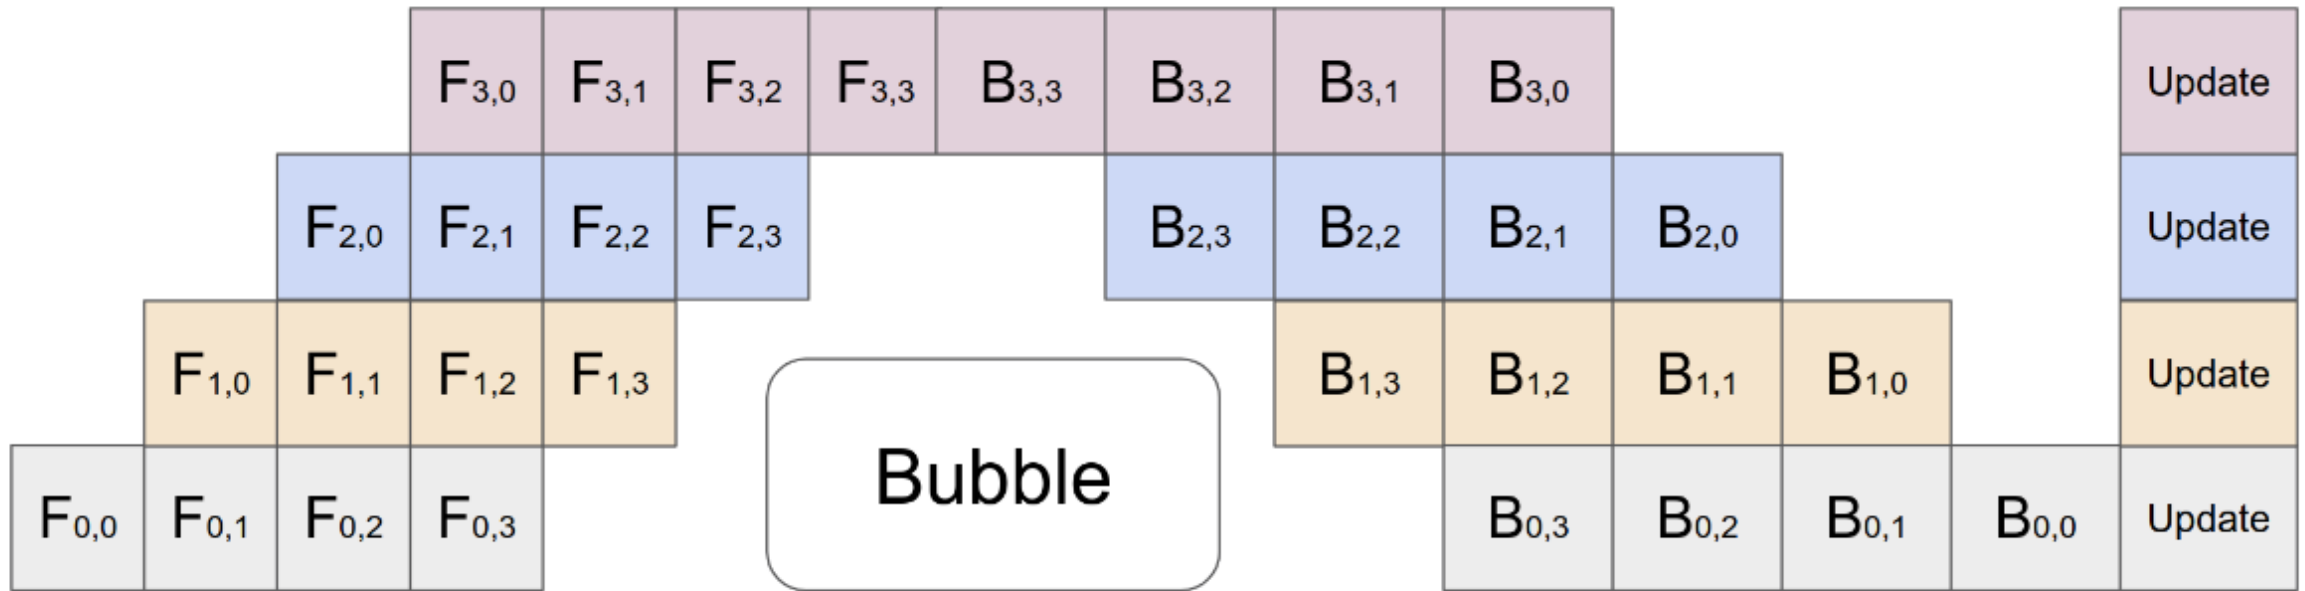 F3,0 F3,1 F3,2 F3,3 B3,3 B3,2 B3,1 B3,0 Update
F2,0 F2,1 F2,2 F2,3 B2,3 B2,2 B2,1 B2,0 Update
F1,0 F1,1 F1,2 F1,3 B1,3 B1,2 B1,1 B1,0 Update
F0,0 F0,1 F0,2 F0,3 Bubble B0,3 B0,2 B0,1 B0,0 Update